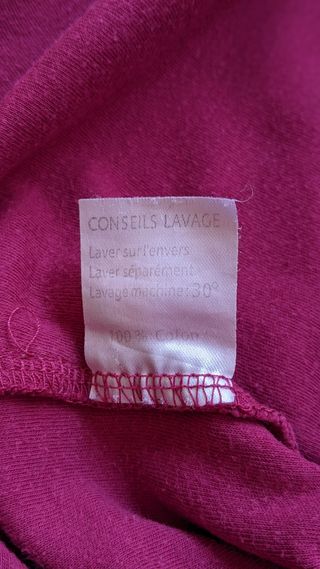 CONSEILS LAVAGE
Laver sur l'envers
Laver séparément
Lavage machine: 30°
100 % Coton